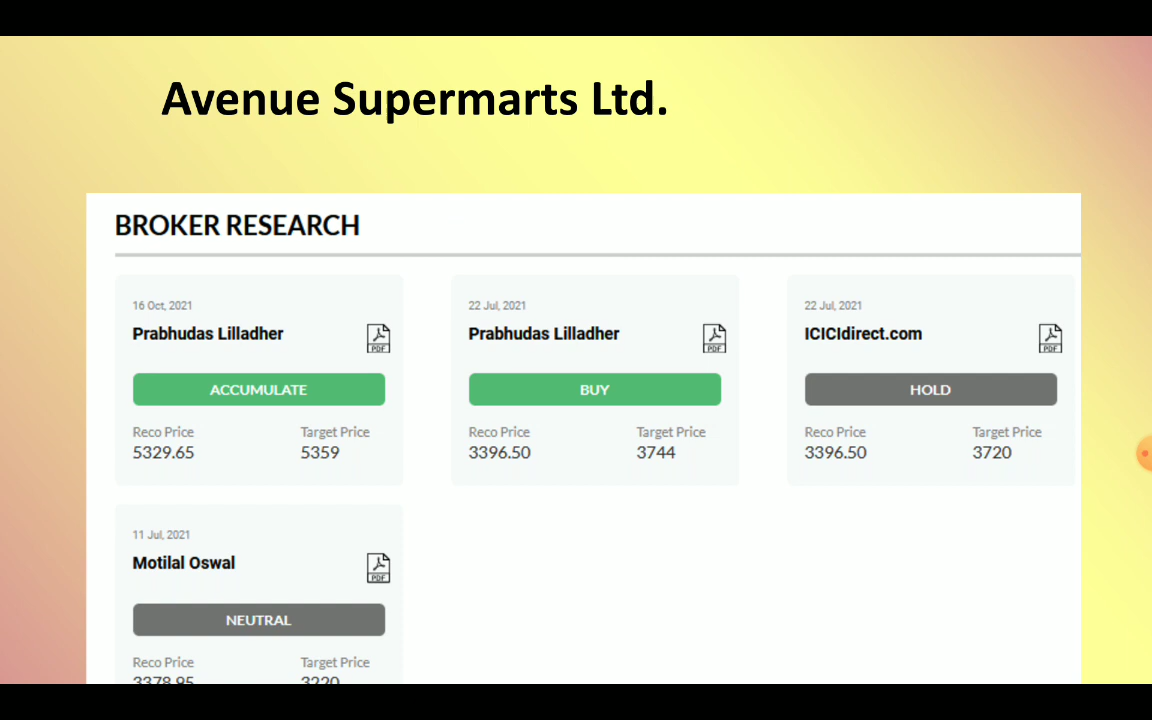 Avenue Supermarts Ltd.
BROKER RESEARCH
16 Oct, 2021
Prabhudas Lilladher
PDF
ACCUMULATE
Reco Price Target Price
5329.65 5359
22 Jul, 2021
Prabhudas Lilladher
PDF
BUY
Reco Price Target Price
3396.50 3744
22 Jul, 2021
ICICIdirect.com
PDF
HOLD
Reco Price Target Price
3396.50 3720
11 Jul, 2021
Motilal Oswal
PDF
NEUTRAL
Reco Price Target Price
3378.95 3220